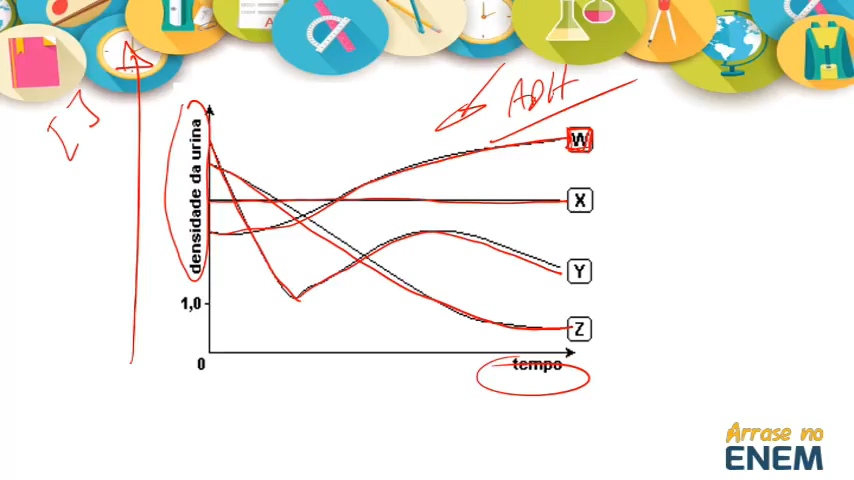 A
[ ]
ADH
densidade da urina
W
X
Y
1,0
Z
0
tempo
Arrase no
ENEM